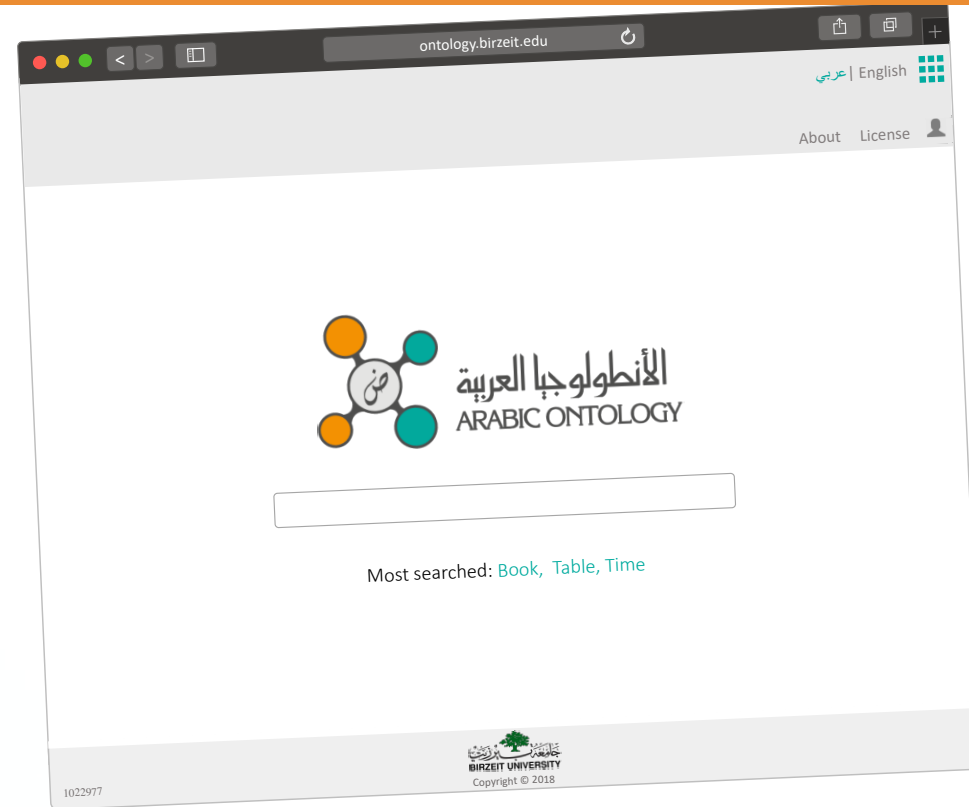 ontology.birzeit.edu
عربي | English
About License
ض
الأنطولوجيا العربية
ARABIC ONTOLOGY
Most searched: Book, Table, Time
جامعة بيرزيت
BIRZEIT UNIVERSITY
Copyright © 2018
1022977